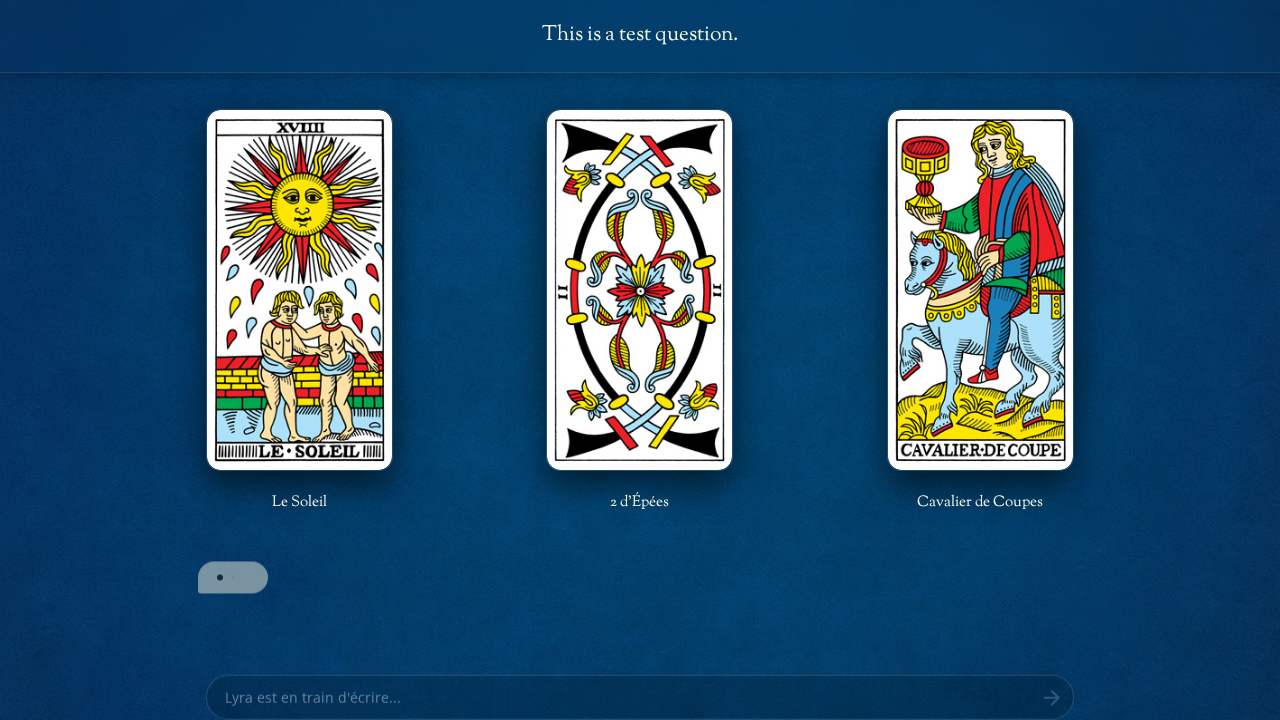 This is a test question.
XVIIII
LE•SOLEIL
II
II
CAVALIER•DE COUPE
Le Soleil
2 d'Épées
Cavalier de Coupes
Lyra est en train d'écrire...